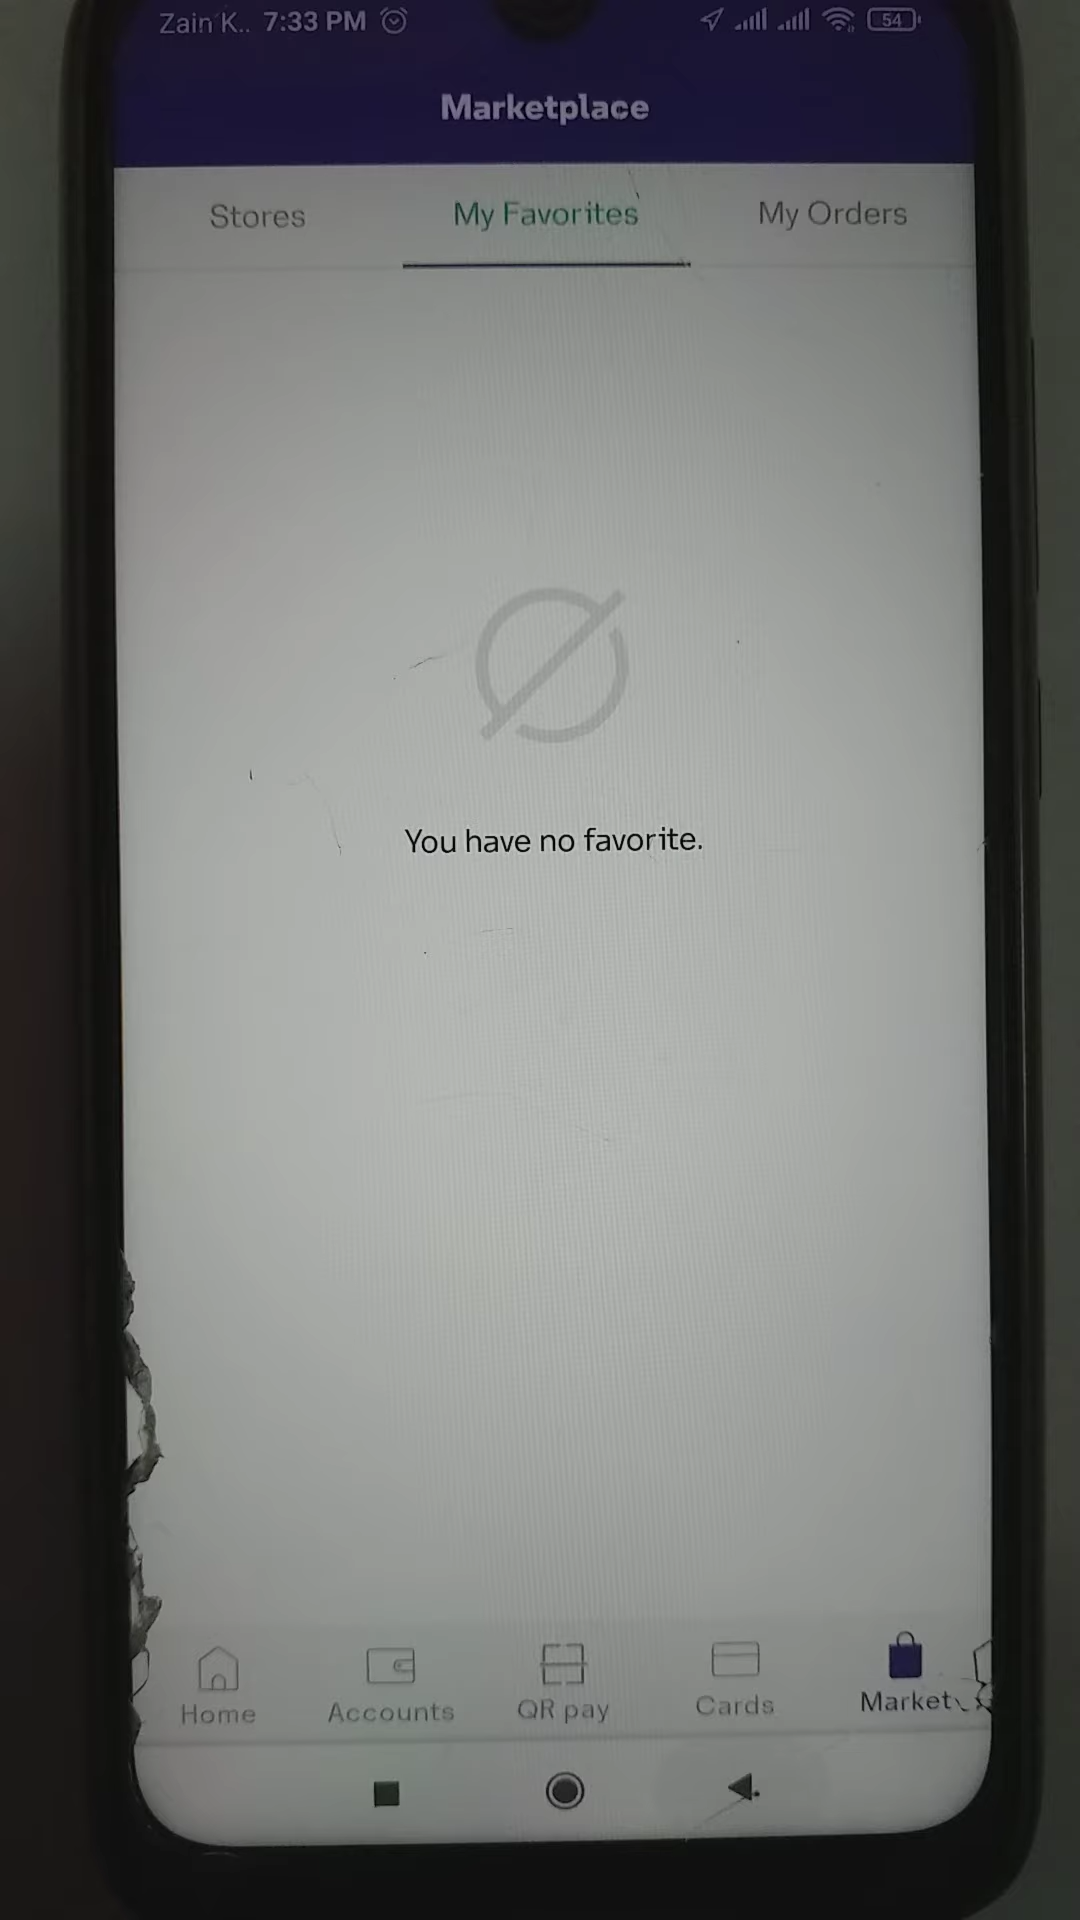 Zain K.. 7:33 PM 54
Marketplace
Stores My Favorites My Orders
You have no favorite.
Home Accounts QR pay Cards Market